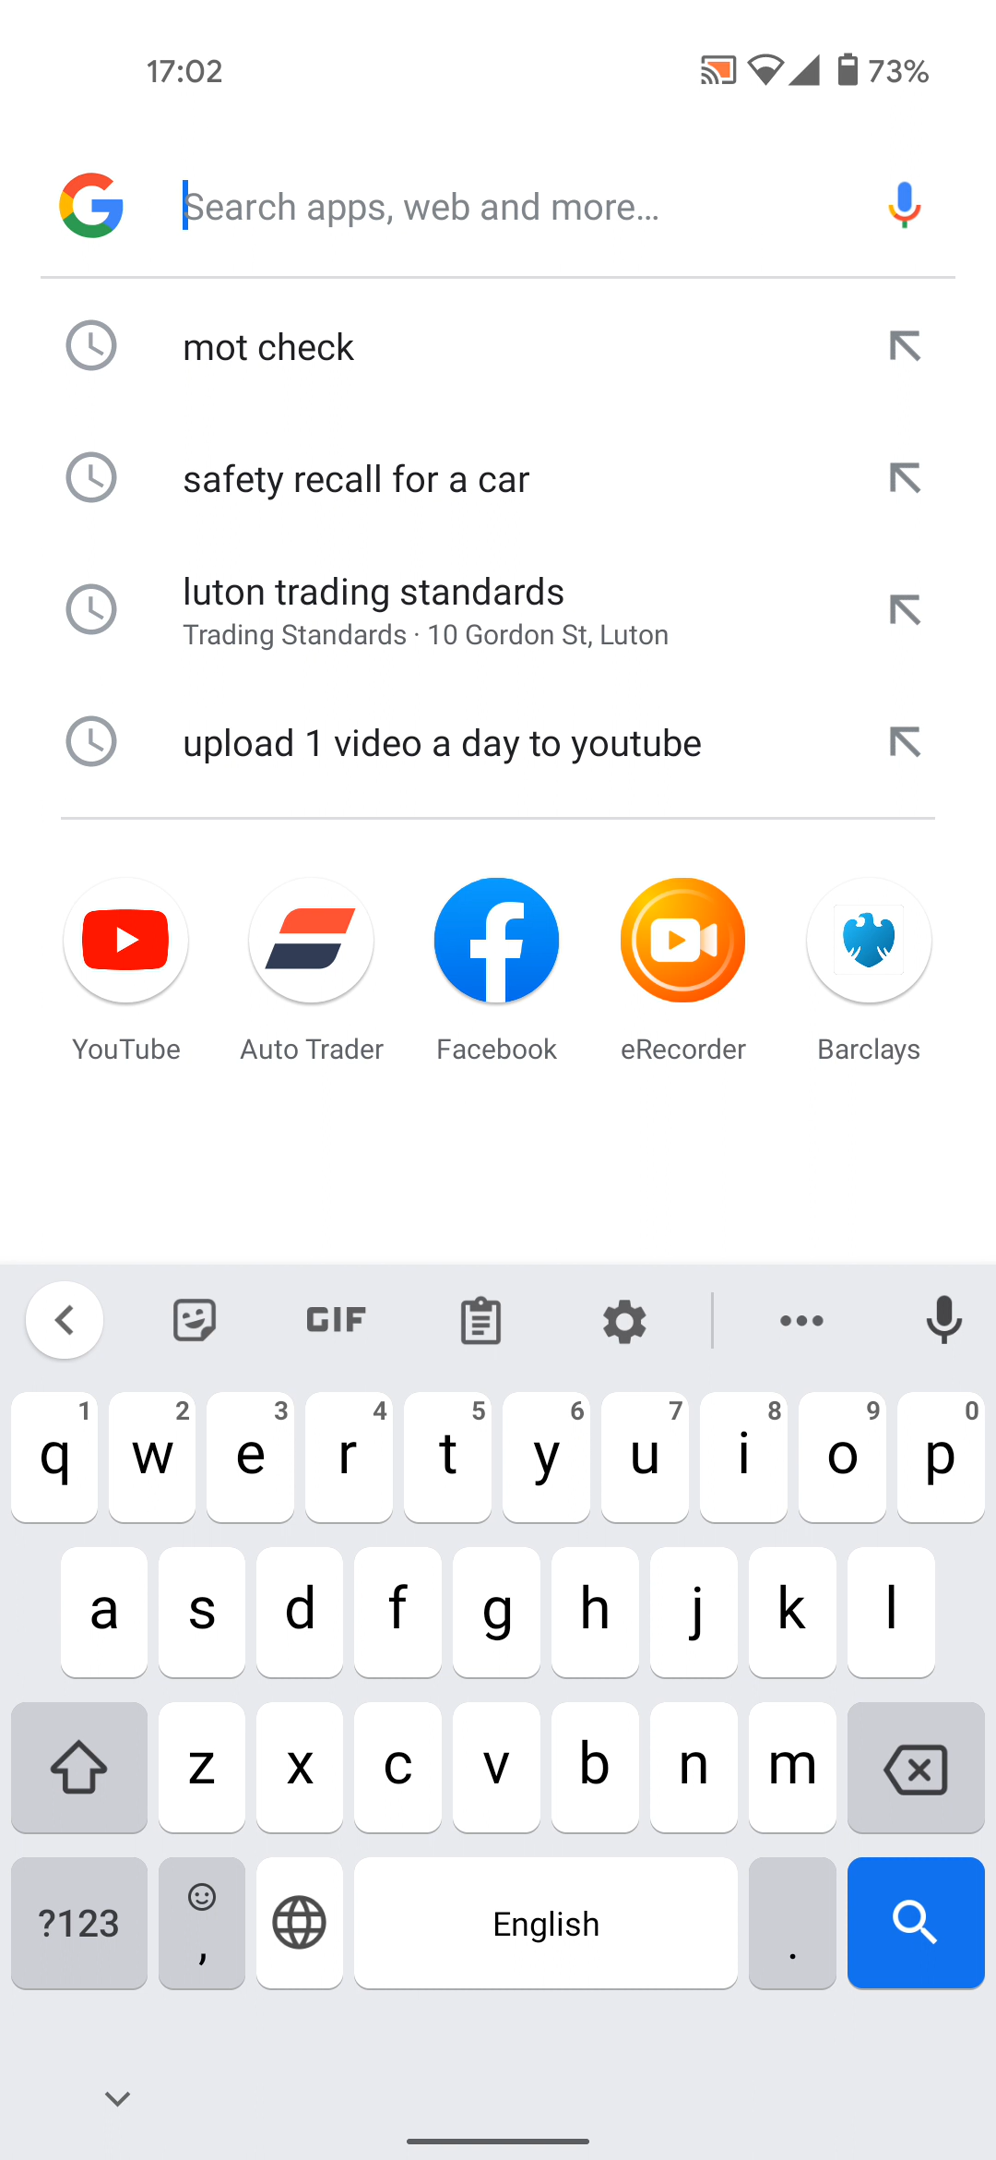 17:02
73%
Search apps, web and more...
mot check
safety recall for a car
luton trading standards
Trading Standards · 10 Gordon St, Luton
upload 1 video a day to youtube
YouTube Auto Trader Facebook eRecorder Barclays
GIF
1 2 3 4 5 6 7 8 9 0
q w e r t y u i o p
a s d f g h j k l
z x c v b n m
?123 , English .